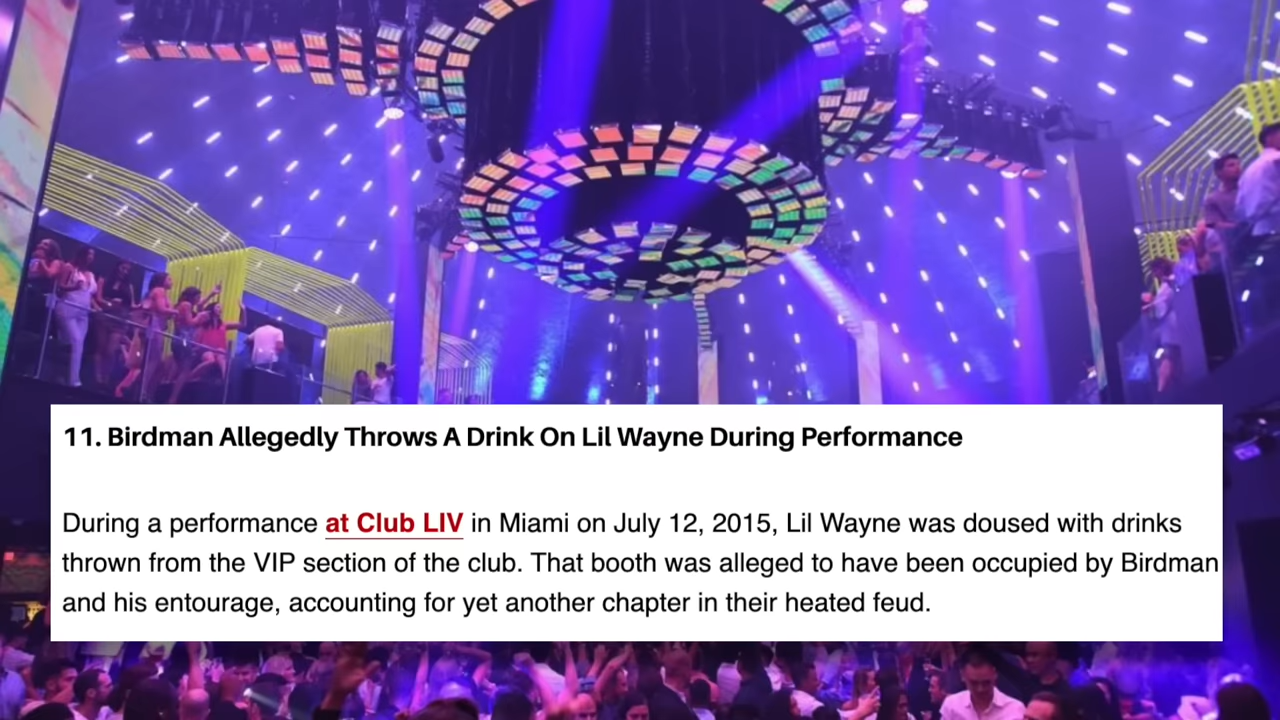 11. Birdman Allegedly Throws A Drink On Lil Wayne During Performance
During a performance at Club LIV in Miami on July 12, 2015, Lil Wayne was doused with drinks
thrown from the VIP section of the club. That booth was alleged to have been occupied by Birdman
and his entourage, accounting for yet another chapter in their heated feud.